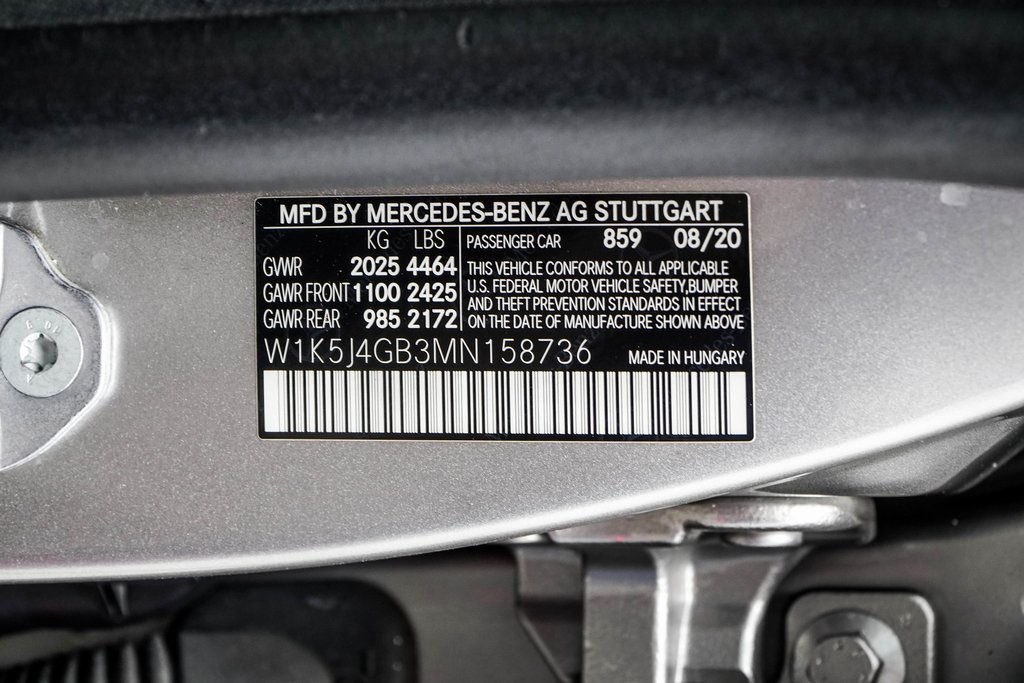 MFD BY MERCEDES-BENZ AG STUTTGART
KG LBS PASSENGER CAR 859 08/20
GVWR 2025 4464 THIS VEHICLE CONFORMS TO ALL APPLICABLE
U.S. FEDERAL MOTOR VEHICLE SAFETY,BUMPER
GAWR FRONT 1100 2425 AND THEFT PREVENTION STANDARDS IN EFFECT
GAWR REAR 985 2172 ON THE DATE OF MANUFACTURE SHOWN ABOVE
W1K5J4GB3MN158736 MADE IN HUNGARY